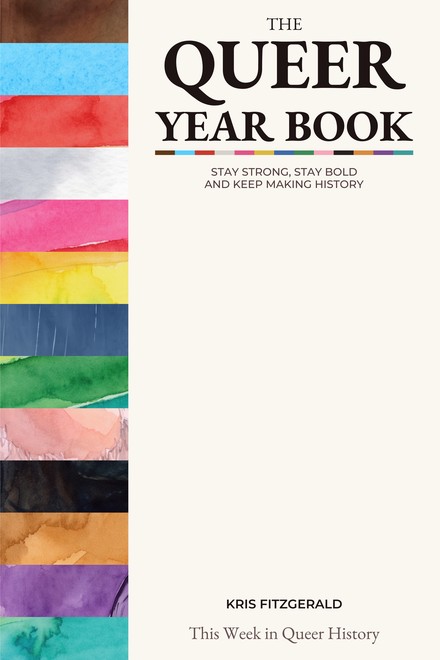 THE
QUEER
YEAR BOOK
STAY STRONG, STAY BOLD
AND KEEP MAKING HISTORY
KRIS FITZGERALD
This Week in Queer History